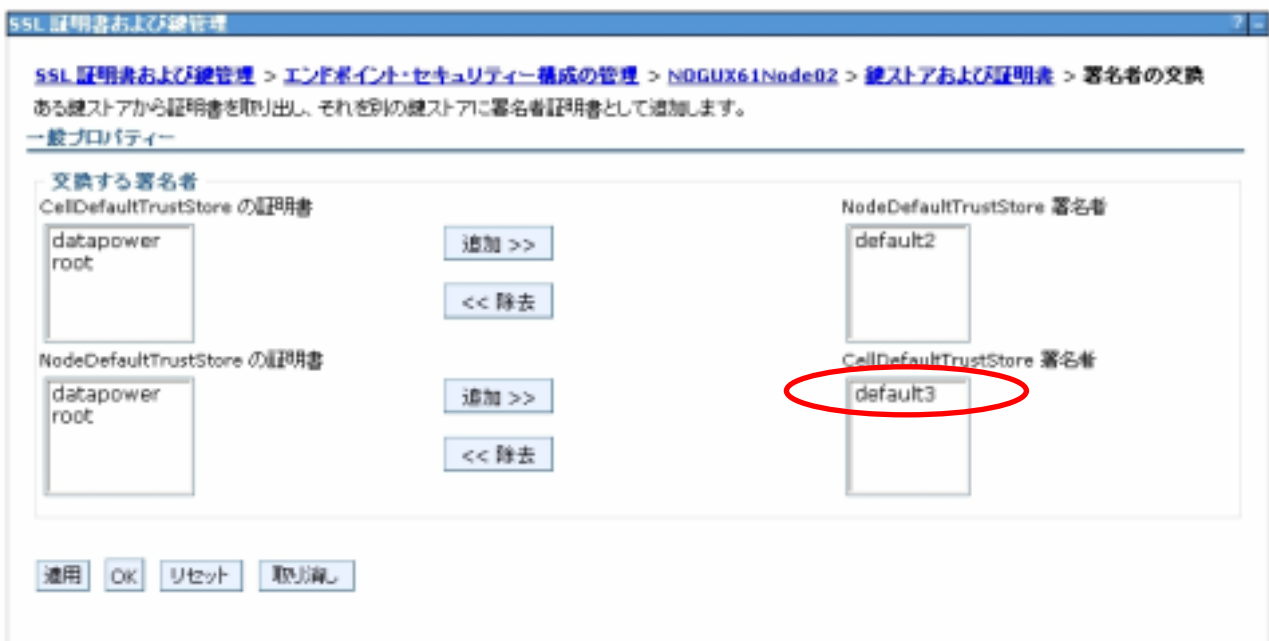 SSL 証明書および鍵管理
? –
SSL 証明書および鍵管理 > エンドポイント・セキュリティー構成の管理 > NOGUX61Node02 > 鍵ストアおよび証明書 > 署名者の交換
ある鍵ストアから証明書を取り出し、それを別の鍵ストアに署名者証明書として追加します。
一般プロパティー
交換する署名者
CellDefaultTrustStore の証明書
NodeDefaultTrustStore 署名者
datapower
root
追加 >>
<< 除去
default2
NodeDefaultTrustStore の証明書
CellDefaultTrustStore 署名者
datapower
root
追加 >>
<< 除去
default3
適用 OK リセット 取り消し